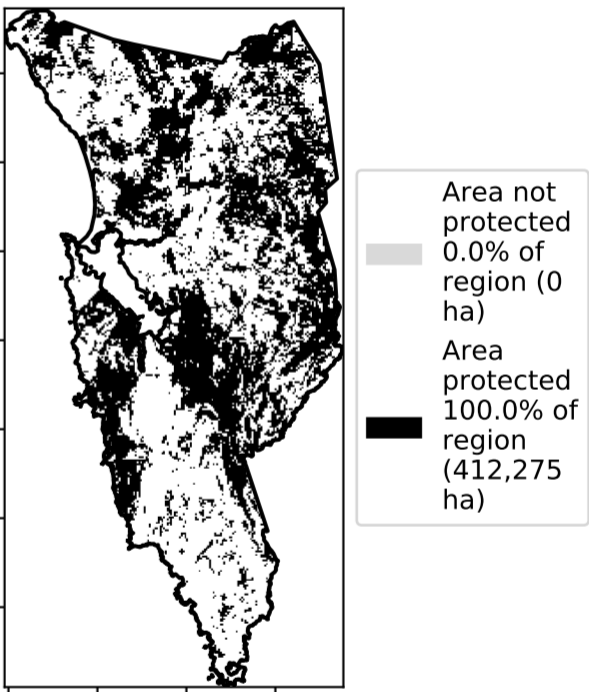 Area not
protected
0.0% of
region (0
ha)
Area
protected
100.0% of
region
(412,275
ha)